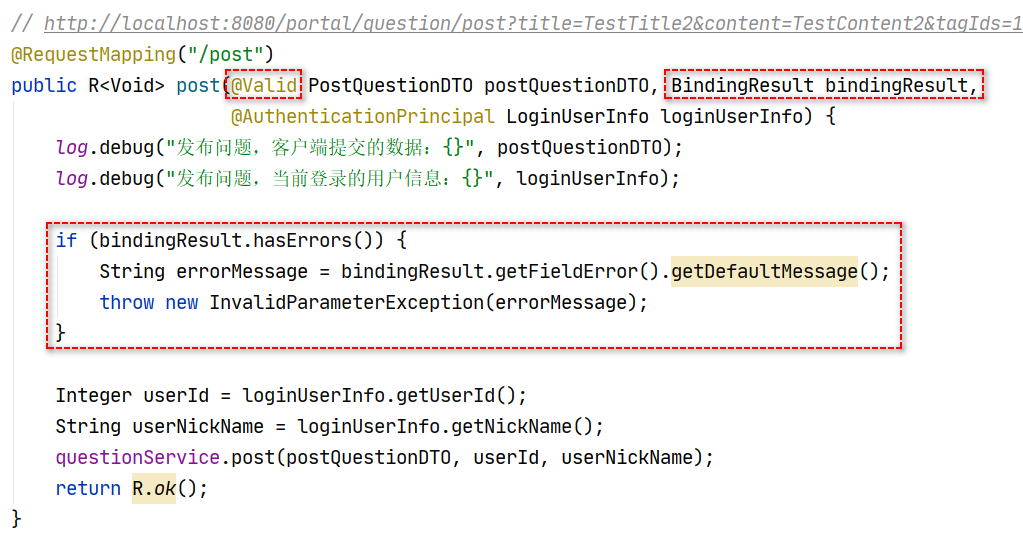 // http://localhost:8080/portal/question/post?title=TestTitle2&content=TestContent2&tagIds=1
@RequestMapping("/post")
public R<Void> post(@Valid PostQuestionDTO postQuestionDTO, BindingResult bindingResult,
@AuthenticationPrincipal LoginUserInfo loginUserInfo) {
log.debug("发布问题，客户端提交的数据：{}", postQuestionDTO);
log.debug("发布问题，当前登录的用户信息：{}", loginUserInfo);
if (bindingResult.hasErrors()) {
String errorMessage = bindingResult.getFieldError().getDefaultMessage();
throw new InvalidParameterException(errorMessage);
}
Integer userId = loginUserInfo.getUserId();
String userNickName = loginUserInfo.getNickName();
questionService.post(postQuestionDTO, userId, userNickName);
return R.ok();
}